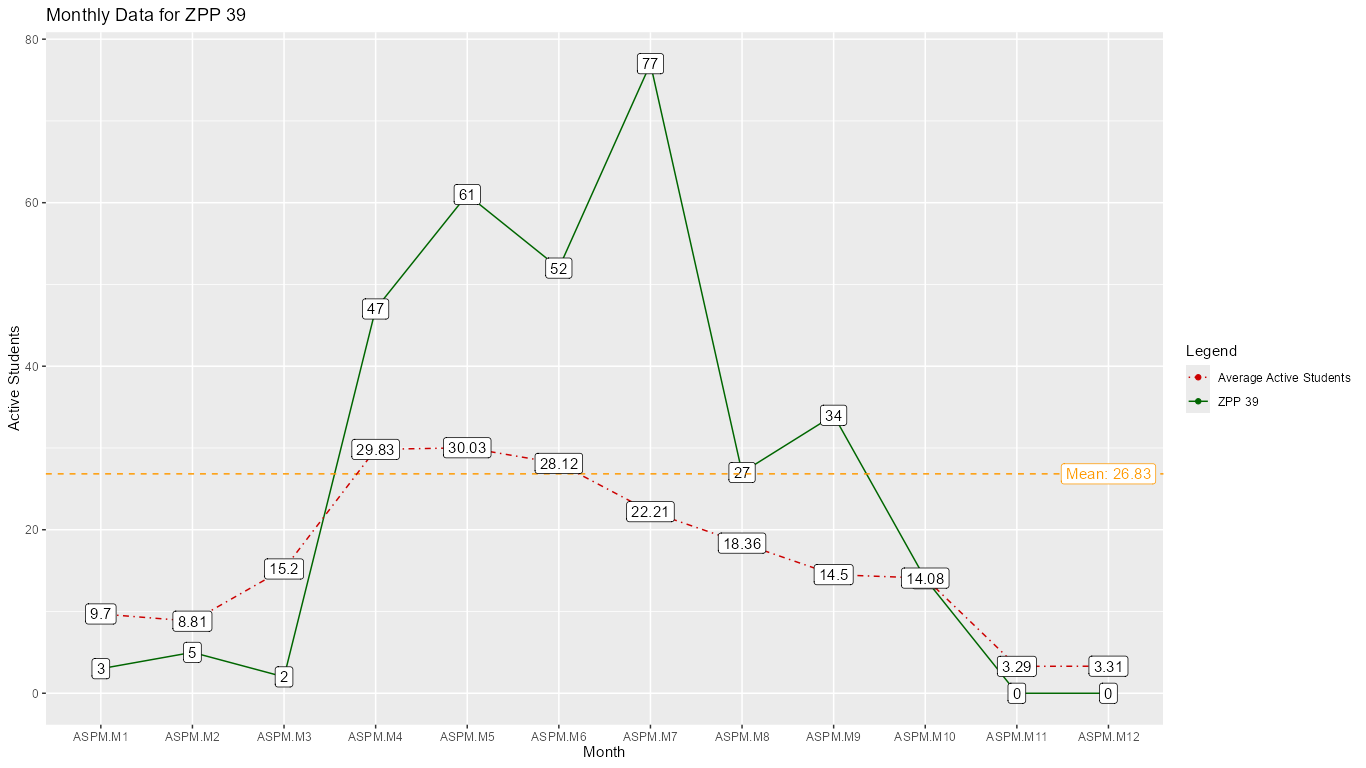 Monthly Data for ZPP 39
Active Students
80
60
40
20
0
77
61
52
47
34
29.83
30.03
28.12
27
Mean: 26.83
22.21
18.36
15.2
14.5
14.08
9.7
8.81
3
5
2
3.29
3.31
0
0
ASPM.M1
ASPM.M2
ASPM.M3
ASPM.M4
ASPM.M5
ASPM.M6
ASPM.M7
ASPM.M8
ASPM.M9
ASPM.M10
ASPM.M11
ASPM.M12
Month
Legend
Average Active Students
ZPP 39